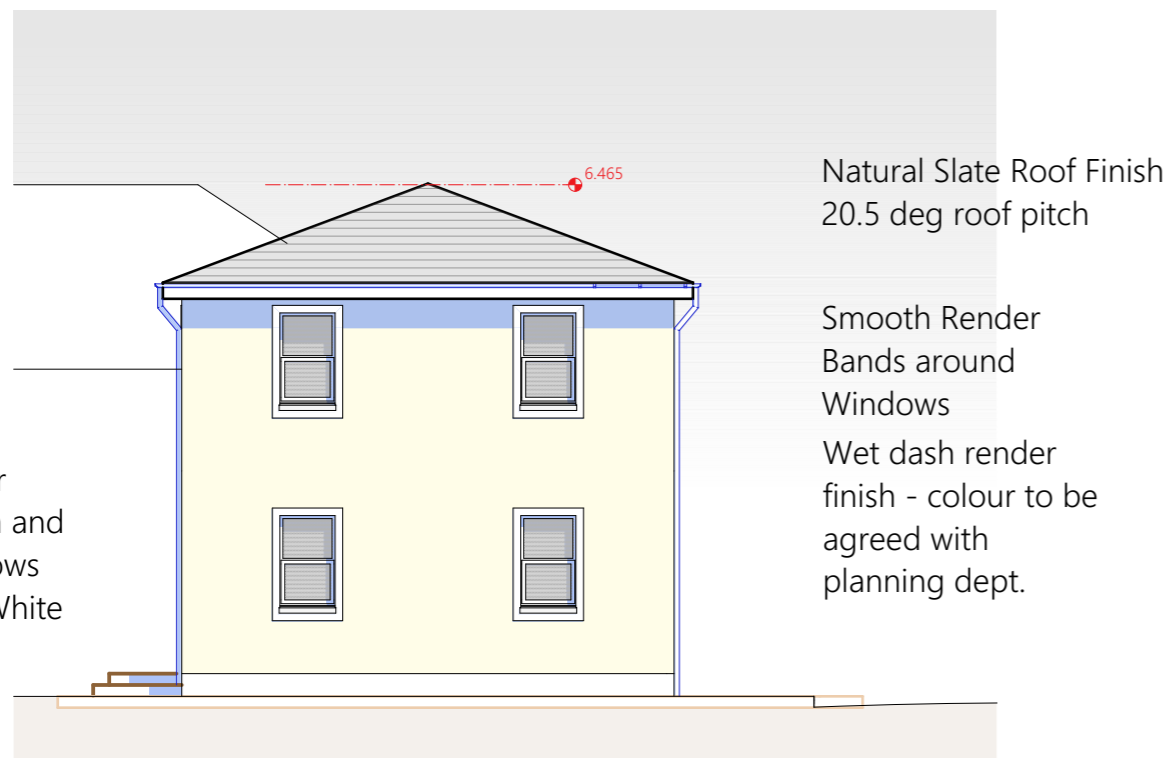 6.465
Natural Slate Roof Finish
20.5 deg roof pitch
Smooth Render
Bands around
Windows
Wet dash render
finish - colour to be
agreed with
planning dept.
and
White